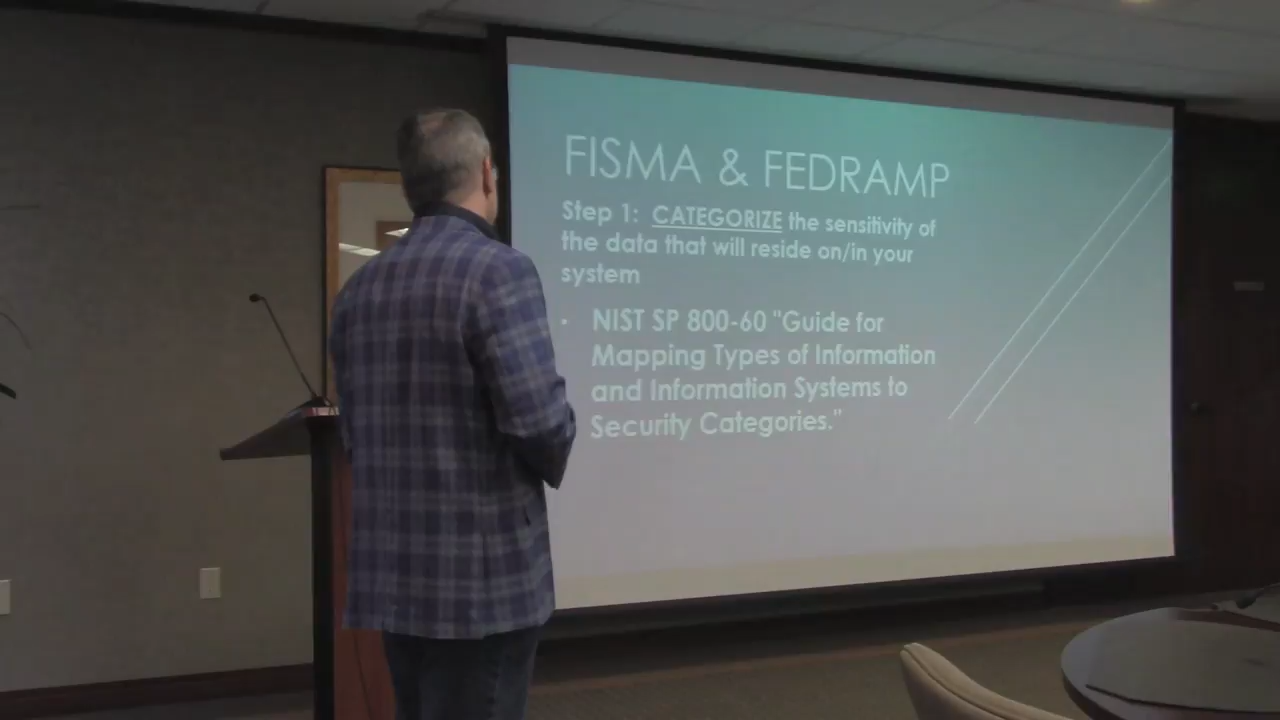 FISMA & FEDRAMP
Step 1: CATEGORIZE the sensitivity of
the data that will reside on/in your
system
• NIST SP 800-60 "Guide for
Mapping Types of Information
and Information Systems to
Security Categories."